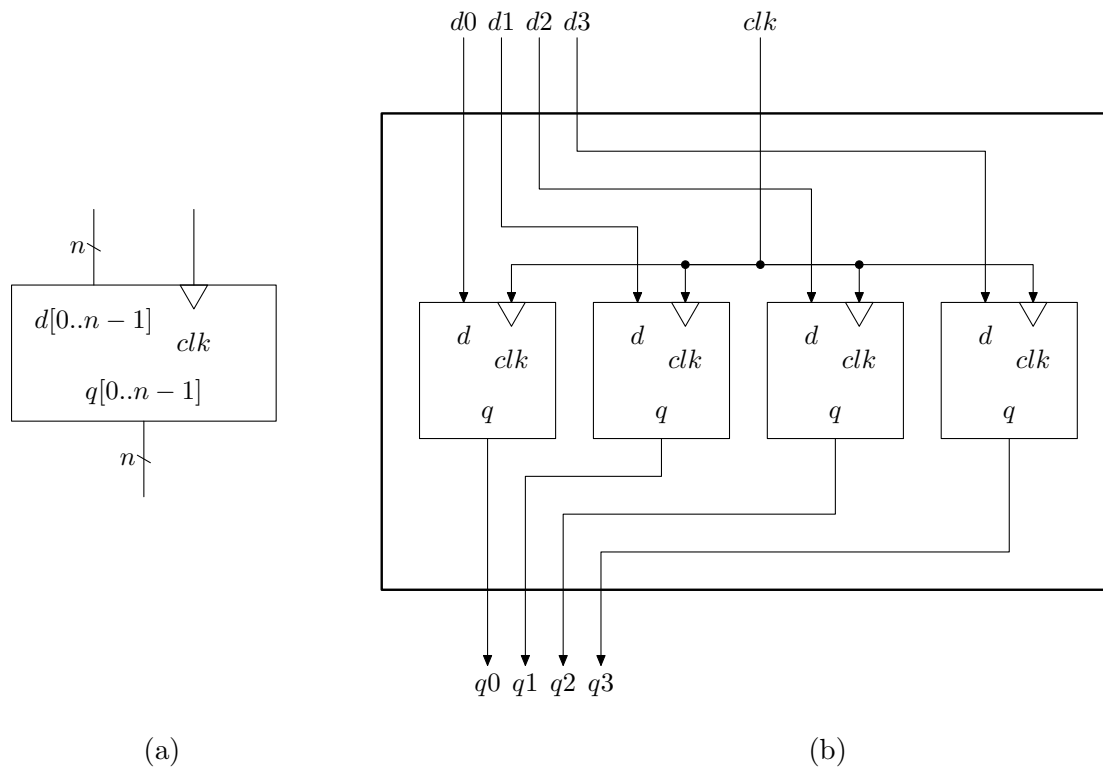 d0 d1 d2 d3 clk
n
d[0..n − 1]
clk
q[0..n − 1]
n
d clk q
d clk q
d clk q
d clk q
q0 q1 q2 q3
(a) (b)